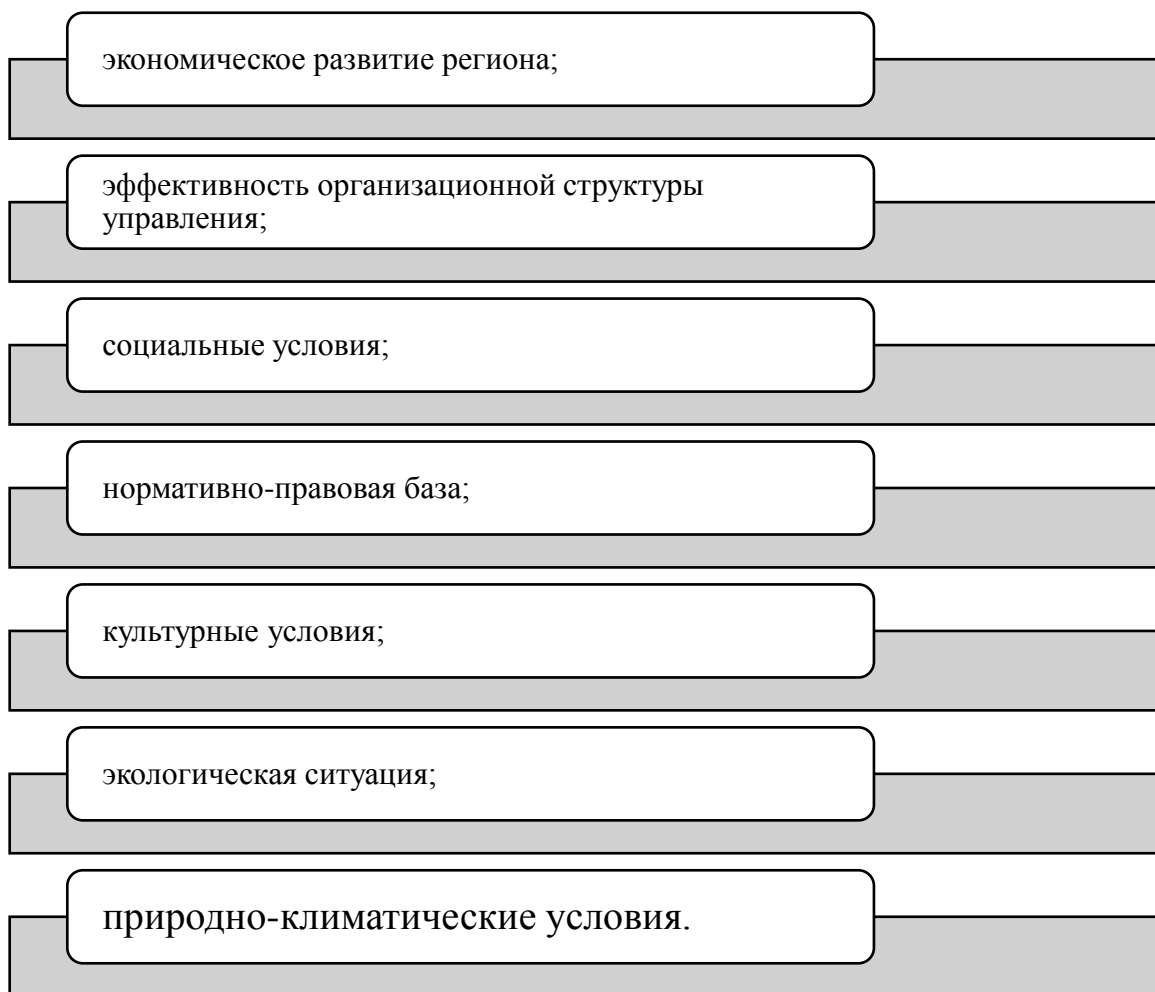 экономическое развитие региона;
эффективность организационной структуры
управления;
социальные условия;
нормативно-правовая база;
культурные условия;
экологическая ситуация;
природно-климатические условия.